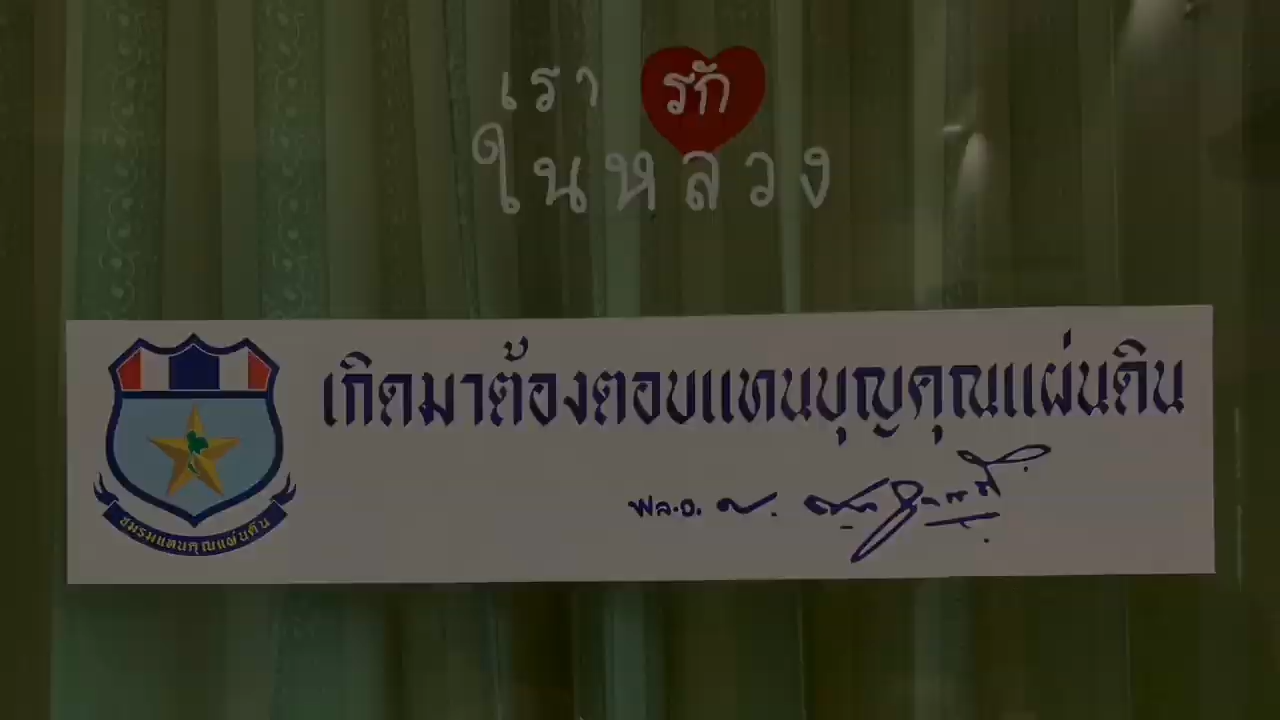 เรา รัก
ในหลวง
เกิดมาต้องตอบแทนบุญคุณแผ่นดิน
พล.อ. ป.
ชมรมแทนคุณแผ่นดิน